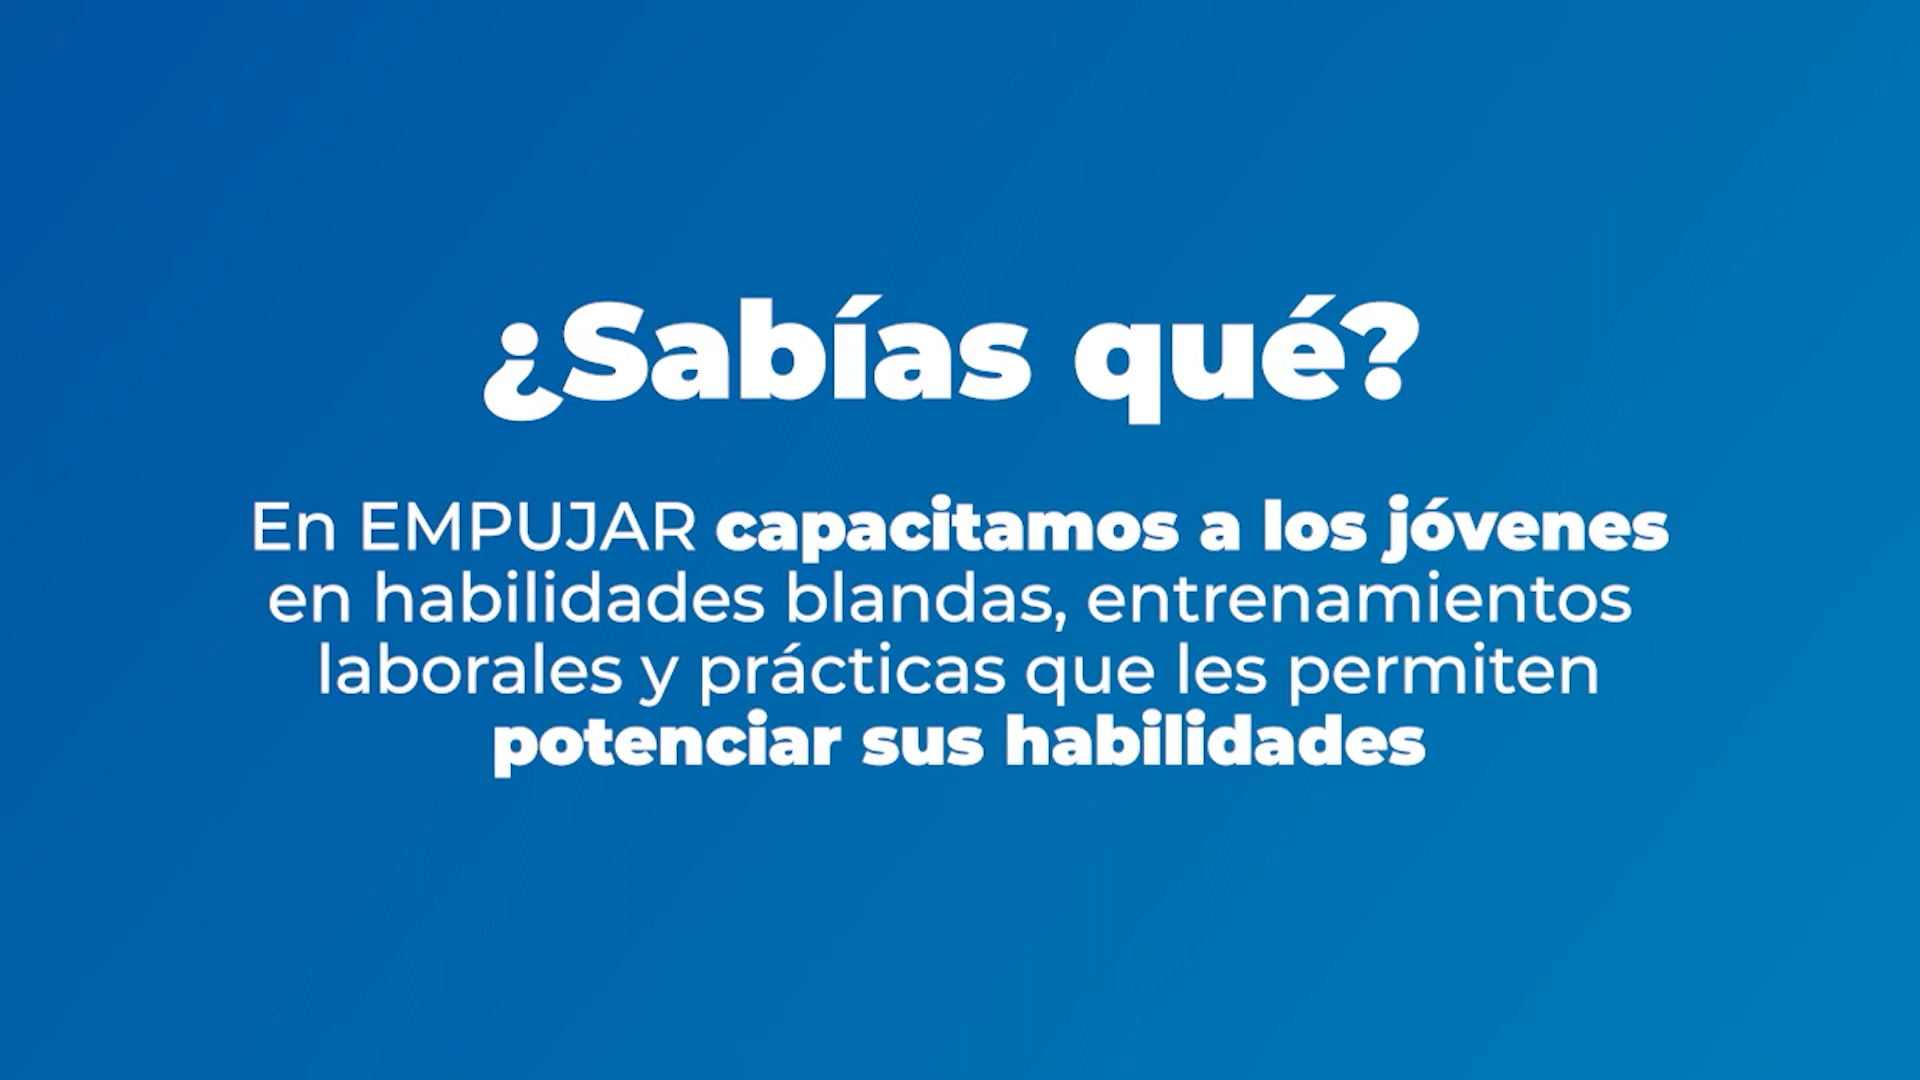 ¿Sabías qué?
En EMPUJAR capacitamos a los jóvenes
en habilidades blandas, entrenamientos
laborales y prácticas que les permiten
potenciar sus habilidades